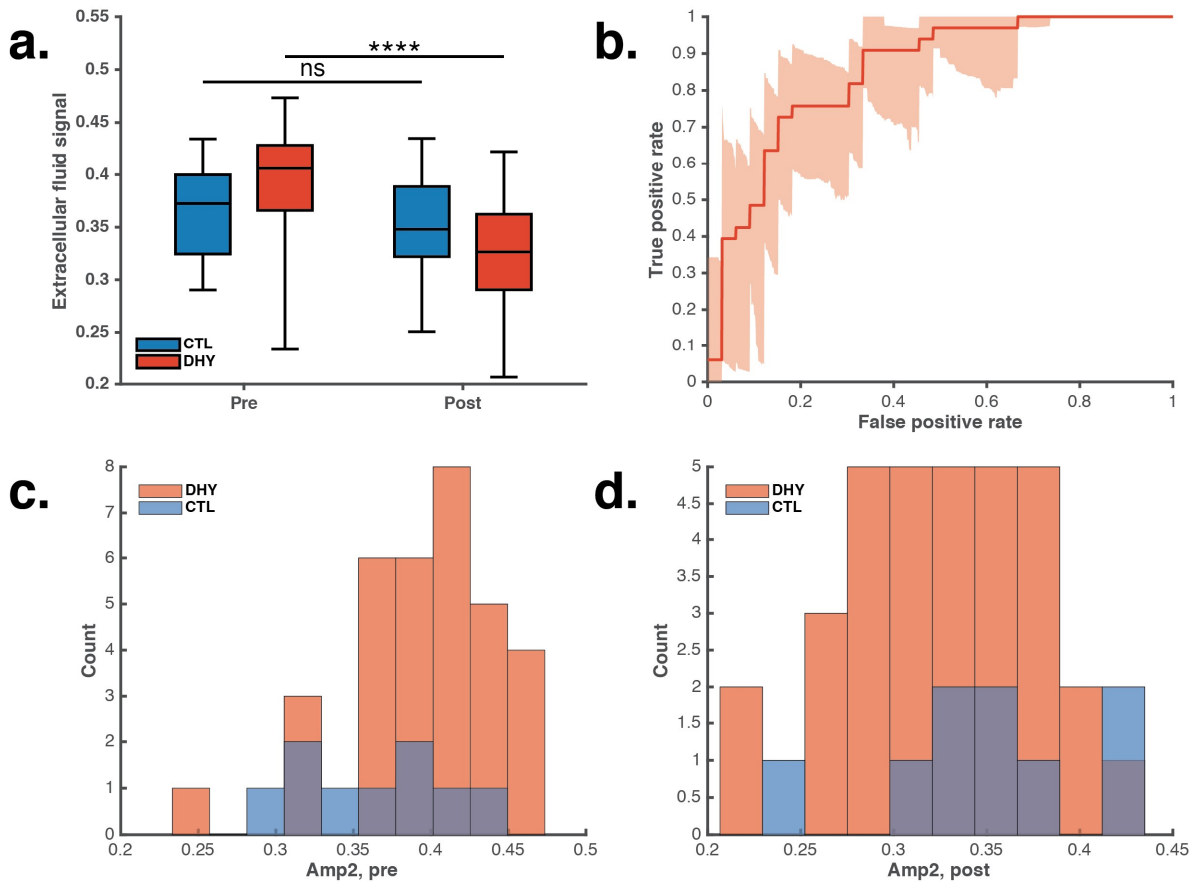 a.
0.55
0.5
0.45
0.4
0.35
0.3
0.25
0.2
Extracellular fluid signal
****
ns
CTL
DHY
Pre Post
b.
1
0.9
0.8
0.7
0.6
0.5
0.4
0.3
0.2
0.1
0
True positive rate
0 0.2 0.4 0.6 0.8 1
False positive rate
c.
8
7
6
5
4
3
2
1
0
Count
DHY
CTL
0.2 0.25 0.3 0.35 0.4 0.45 0.5
Amp2, pre
d.
5
4.5
4
3.5
3
2.5
2
1.5
1
0.5
0
Count
DHY
CTL
0.2 0.25 0.3 0.35 0.4 0.45
Amp2, post